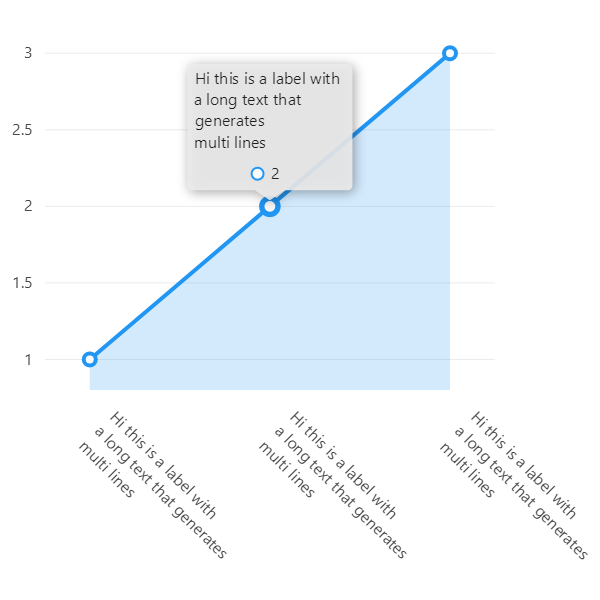 3
Hi this is a label with
a long text that
generates
multi lines
2
2.5
2
1.5
1
Hi this is a label with
a long text that generates
multi lines
Hi this is a label with
a long text that generates
multi lines
Hi this is a label with
a long text that generates
multi lines